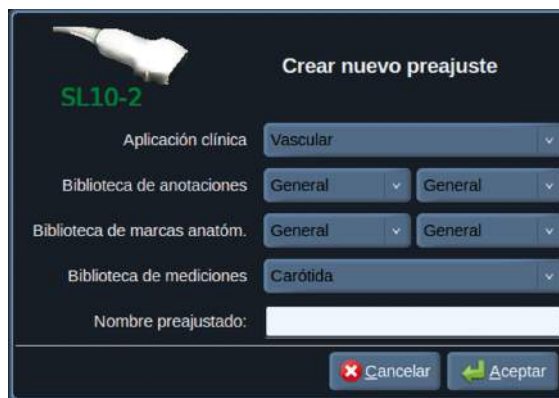 Crear nuevo preajuste
SL10-2
Aplicación clínica Vascular
Biblioteca de anotaciones General General
Biblioteca de marcas anatóm. General General
Biblioteca de mediciones Carótida
Nombre preajustado:
Cancelar Aceptar